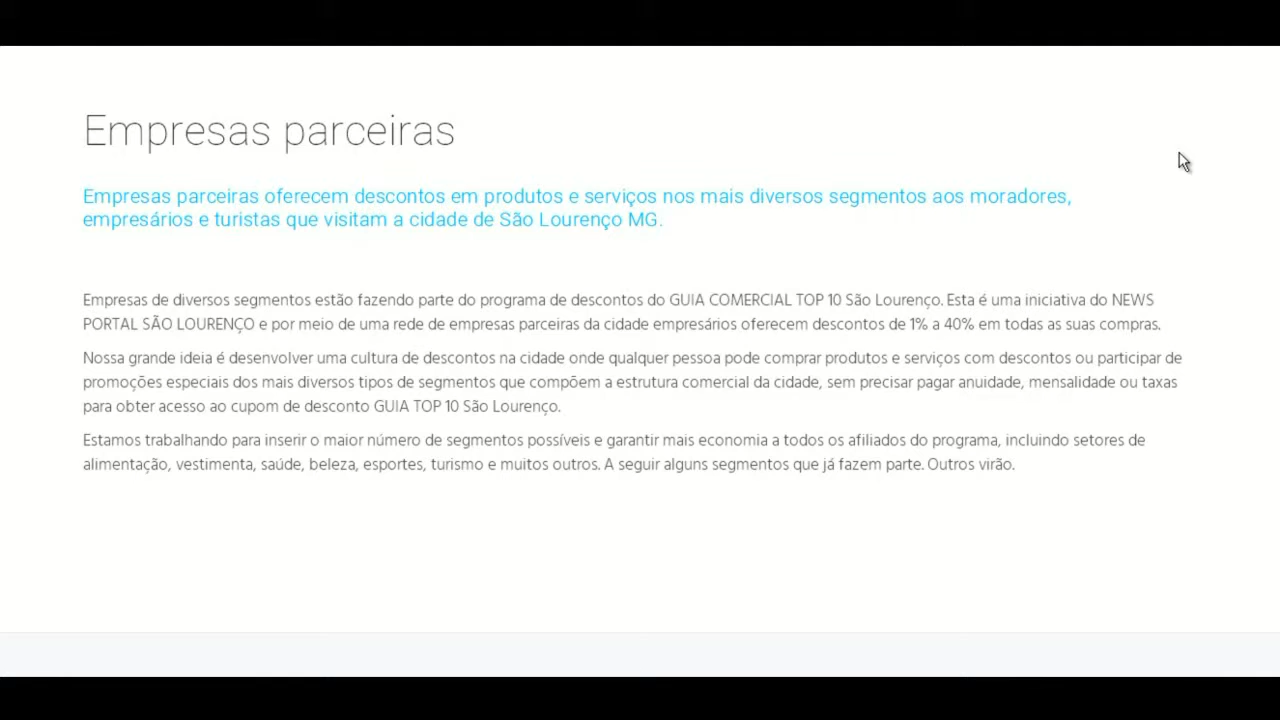 Empresas parceiras
Empresas parceiras oferecem descontos em produtos e serviços nos mais diversos segmentos aos moradores,
empresários e turistas que visitam a cidade de São Lourenço MG.
Empresas de diversos segmentos estão fazendo parte do programa de descontos do GUIA COMERCIAL TOP 10 São Lourenço. Esta é uma iniciativa do NEWS
PORTAL SÃO LOURENÇO e por meio de uma rede de empresas parceiras da cidade empresários oferecem descontos de 1% a 40% em todas as suas compras.
Nossa grande ideia é desenvolver uma cultura de descontos na cidade onde qualquer pessoa pode comprar produtos e serviços com descontos ou participar de
promoções especiais dos mais diversos tipos de segmentos que compõem a estrutura comercial da cidade, sem precisar pagar anuidade, mensalidade ou taxas
para obter acesso ao cupom de desconto GUIA TOP 10 São Lourenço.
Estamos trabalhando para inserir o maior número de segmentos possíveis e garantir mais economia a todos os afiliados do programa, incluindo setores de
alimentação, vestimenta, saúde, beleza, esportes, turismo e muitos outros. A seguir alguns segmentos que já fazem parte. Outros virão.